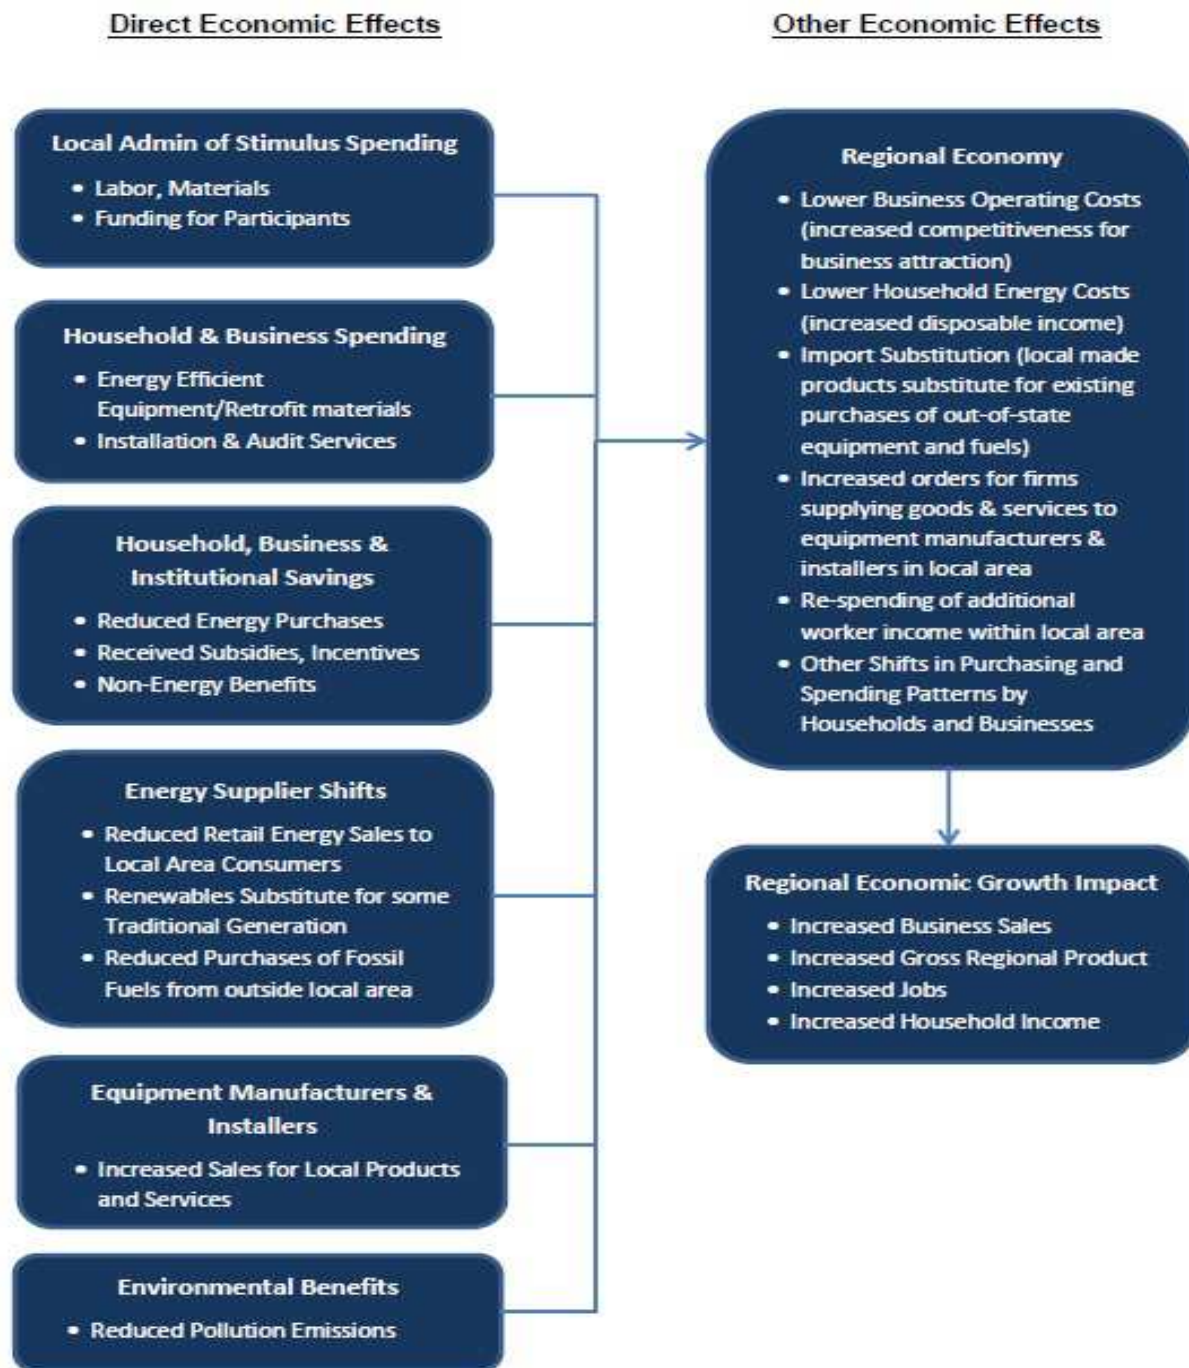 Direct Economic Effects
Local Admin of Stimulus Spending
• Labor, Materials
• Funding for Participants
Household & Business Spending
• Energy Efficient
Equipment/Retrofit materials
• Installation & Audit Services
Household, Business &
Institutional Savings
• Reduced Energy Purchases
• Received Subsidies, Incentives
• Non-Energy Benefits
Energy Supplier Shifts
• Reduced Retail Energy Sales to
Local Area Consumers
• Renewables Substitute for some
Traditional Generation
• Reduced Purchases of Fossil
Fuels from outside local area
Equipment Manufacturers &
Installers
• Increased Sales for Local Products
and Services
Environmental Benefits
• Reduced Pollution Emissions
Other Economic Effects
Regional Economy
• Lower Business Operating Costs
(increased competitiveness for
business attraction)
• Lower Household Energy Costs
(increased disposable income)
• Import Substitution (local made
products substitute for existing
purchases of out-of-state
equipment and fuels)
• Increased orders for firms
supplying goods & services to
equipment manufacturers &
installers in local area
• Re-spending of additional
worker income within local area
• Other Shifts in Purchasing and
Spending Patterns by
Households and Businesses
Regional Economic Growth Impact
• Increased Business Sales
• Increased Gross Regional Product
• Increased Jobs
• Increased Household Income